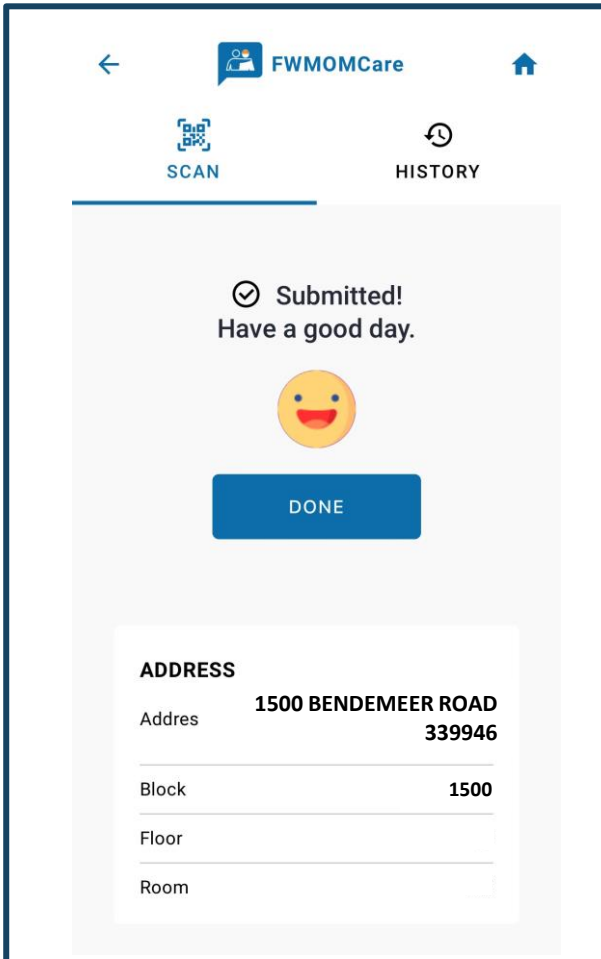 FWMOMCare
SCAN
HISTORY
Submitted!
Have a good day.
DONE
ADDRESS
Addres 1500 BENDEMEER ROAD
339946
Block 1500
Floor
Room